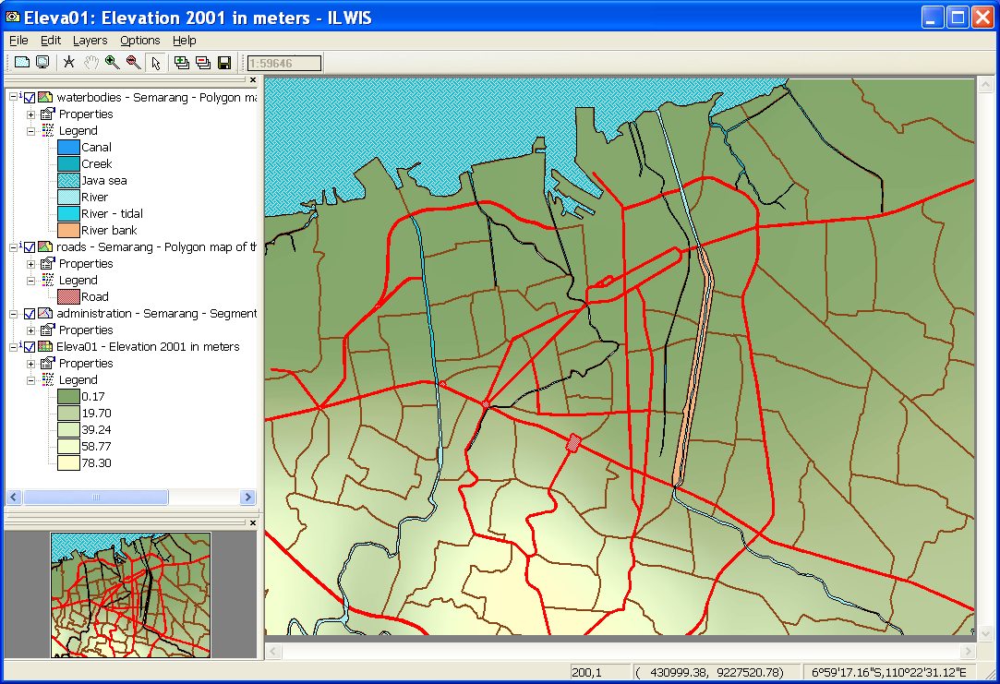 Eleva01: Elevation 2001 in meters - ILWIS
File Edit Layers Options Help
1:59646
waterbodies - Semarang - Polygon ma
Properties
Legend
Canal
Creek
Java sea
River
River - tidal
River bank
roads - Semarang - Polygon map of th
Properties
Legend
Road
administration - Semarang - Segment
Properties
Eleva01 - Elevation 2001 in meters
Properties
Legend
0.17
19.70
39.24
58.77
78.30
200,1 ( 430999.38, 9227520.78) 6°59'17.16"S,110°22'31.12"E